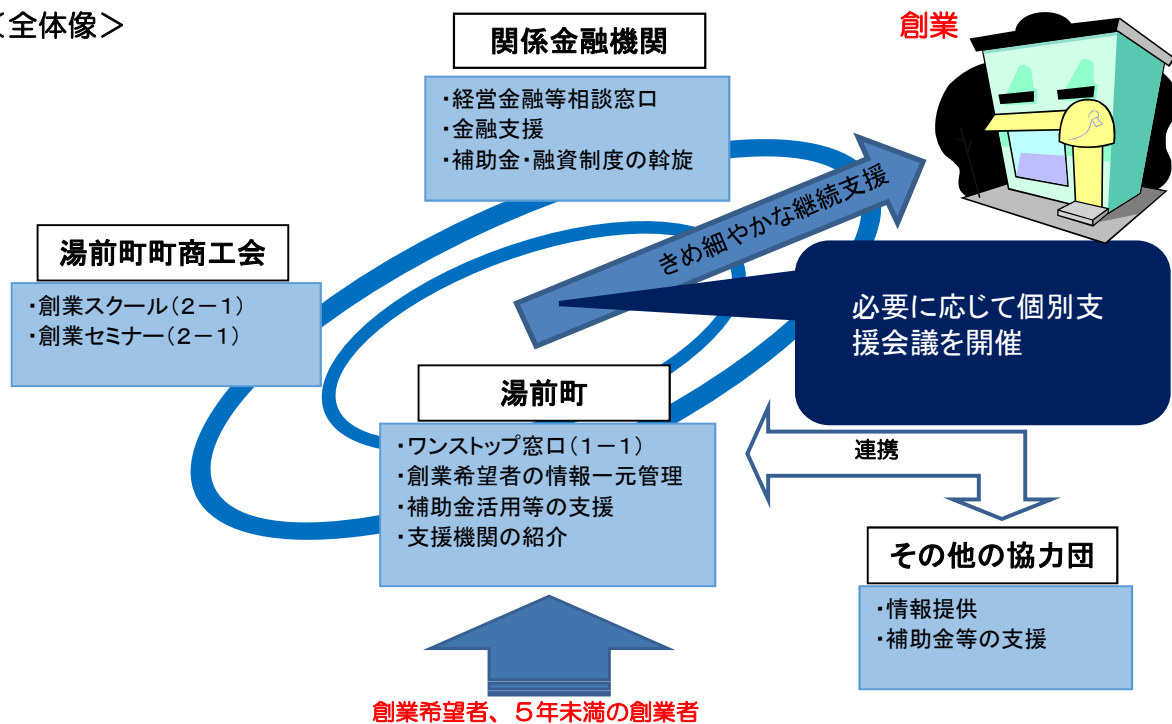 ＜全体像＞
関係金融機関
・経営金融等相談窓口
・金融支援
・補助金・融資制度の斡旋
創業
きめ細やかな継続支援
湯前町町商工会
・創業スクール（２－１）
・創業セミナー（２－１）
必要に応じて個別支
援会議を開催
湯前町
・ワンストップ窓口（１－１）
・創業希望者の情報一元管理
・補助金活用等の支援
・支援機関の紹介
連携
その他の協力団
・情報提供
・補助金等の支援
創業希望者、５年未満の創業者